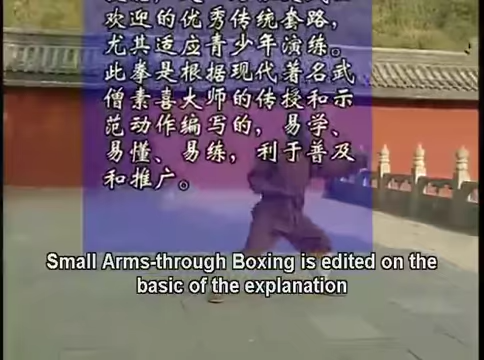 欢迎的优秀传统套路，
尤其适应青少年演练。
此拳是根据现代著名武
僧素喜大师的传授和示
范动作编写的，易学、
易懂、易练，利于普及
和推广。
Small Arms-through Boxing is edited on the
basic of the explanation